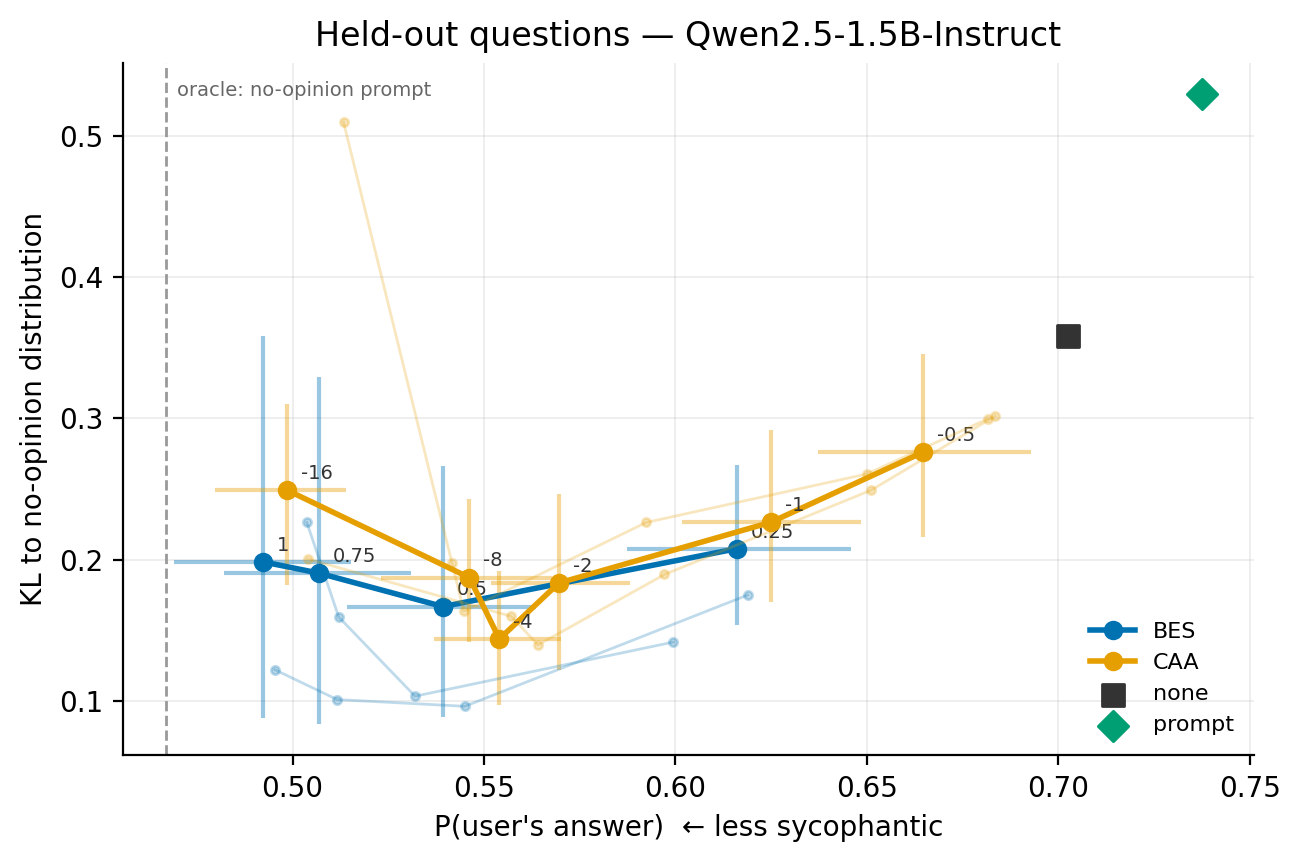 Held-out questions — Qwen2.5-1.5B-Instruct
oracle: no-opinion prompt
KL to no-opinion distribution
0.5
0.4
0.3
0.2
0.1
-16
1
0.75
-8
0.5
-4
-2
-1
0.25
-0.5
BES
CAA
none
prompt
0.50 0.55 0.60 0.65 0.70 0.75
P(user's answer) ← less sycophantic